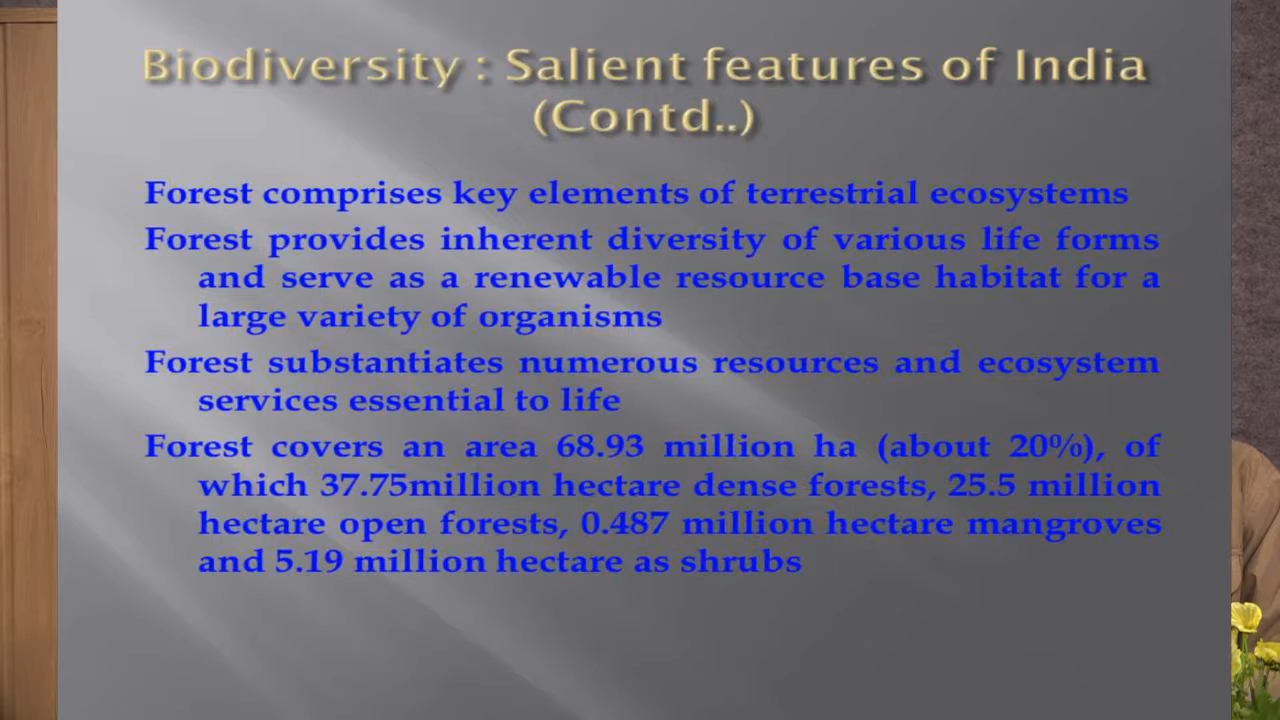 Biodiversity : Salient features of India
(Contd..)
Forest comprises key elements of terrestrial ecosystems
Forest provides inherent diversity of various life forms
and serve as a renewable resource base habitat for a
large variety of organisms
Forest substantiates numerous resources and ecosystem
services essential to life
Forest covers an area 68.93 million ha (about 20%), of
which 37.75million hectare dense forests, 25.5 million
hectare open forests, 0.487 million hectare mangroves
and 5.19 million hectare as shrubs